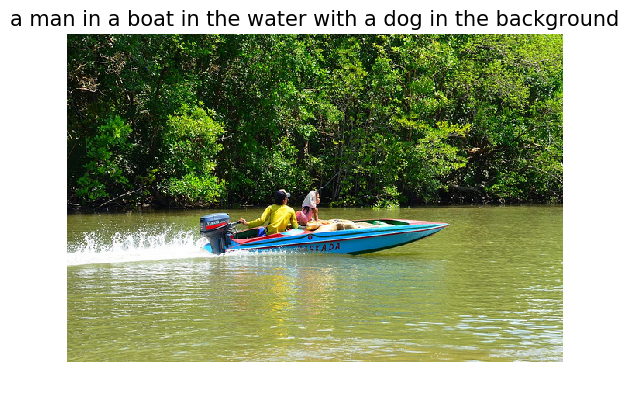 a man in a boat in the water with a dog in the background